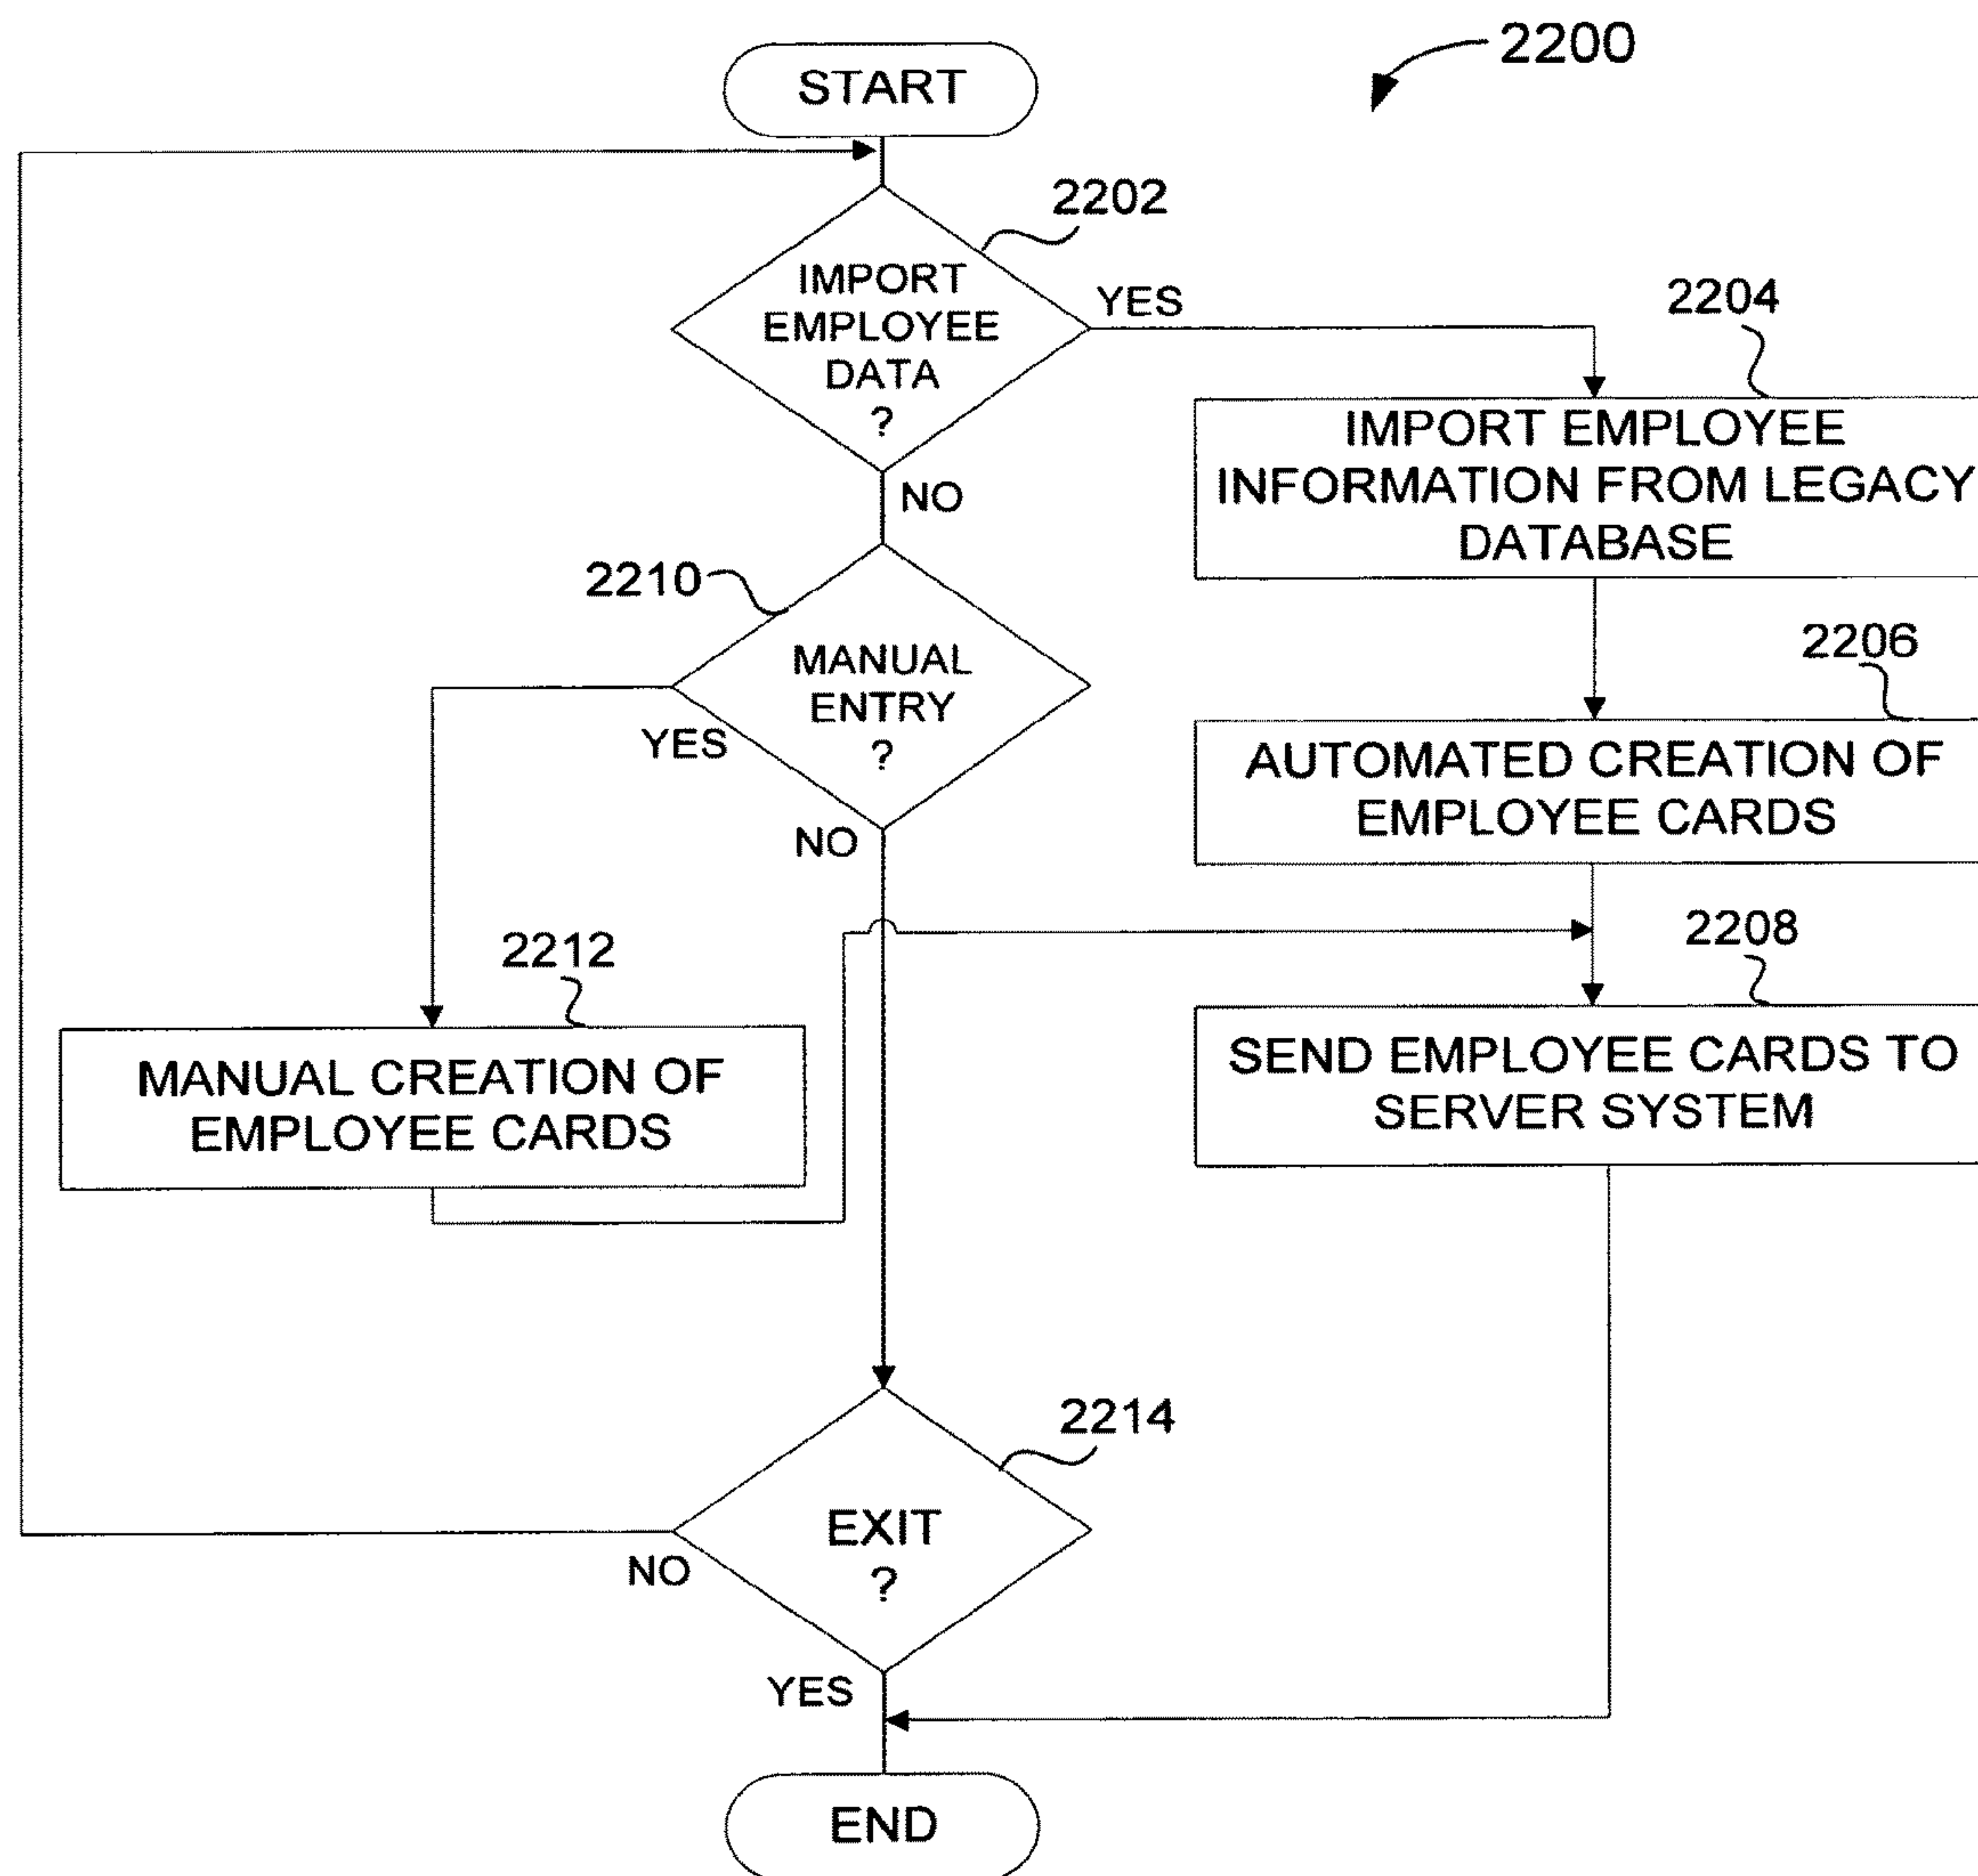 2200
START
2202
IMPORT
EMPLOYEE
DATA
?
YES
NO
2204
IMPORT EMPLOYEE
INFORMATION FROM LEGACY
DATABASE
2210
MANUAL
ENTRY
?
YES
NO
2206
AUTOMATED CREATION OF
EMPLOYEE CARDS
2212
MANUAL CREATION OF
EMPLOYEE CARDS
2208
SEND EMPLOYEE CARDS TO
SERVER SYSTEM
2214
EXIT
?
NO
YES
END